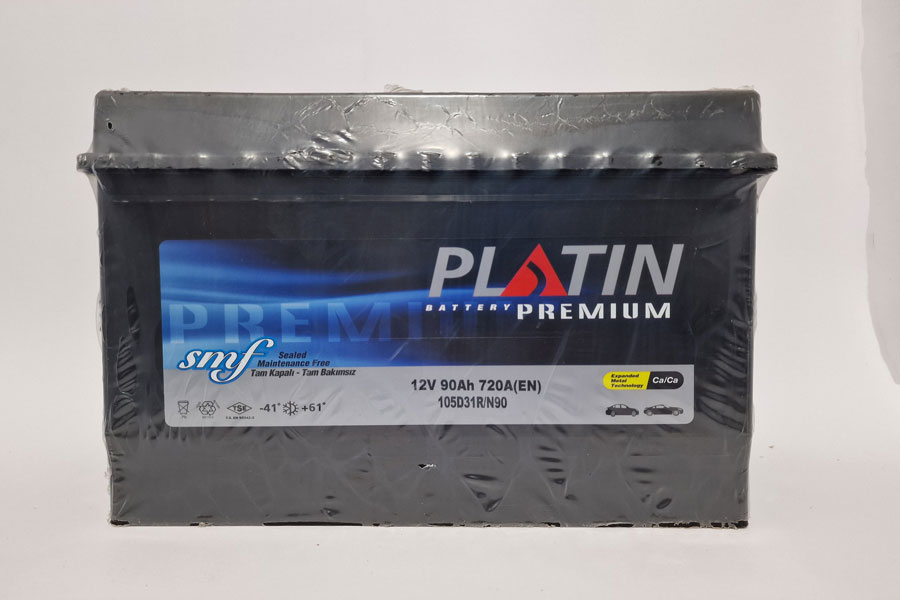 PLATIN
BATTERY PREMIUM
PREMIUM
smf Sealed
Maintenance Free
Tam Kapalı - Tam Bakımsız
12V 90Ah 720A(EN)
105D31R/N90
Expanded
Metal
Technology
Ca/Ca
TSE
-41° +61°